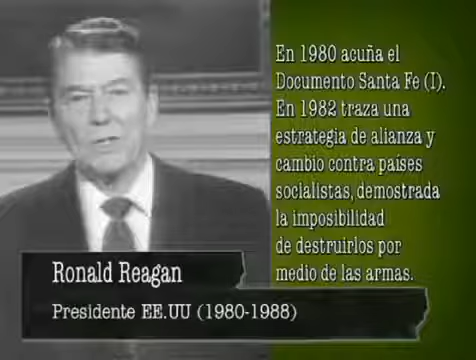 En 1980 acuña el
Documento Santa Fe (I).
En 1982 traza una
estrategia de alianza y
cambio contra países
socialistas, demostrada
la imposibilidad
de destruirlos por
medio de las armas.
Ronald Reagan
Presidente EE.UU (1980-1988)